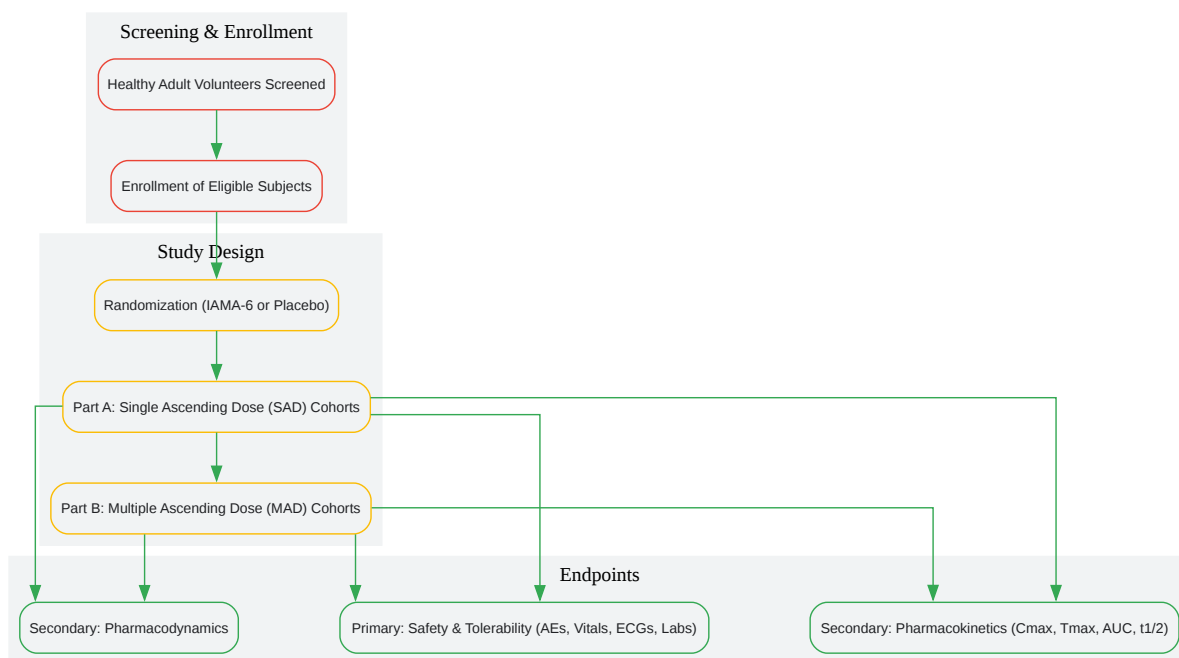 Screening & Enrollment
Healthy Adult Volunteers Screened
Enrollment of Eligible Subjects
Study Design
Randomization (IAMA-6 or Placebo)
Part A: Single Ascending Dose (SAD) Cohorts
Part B: Multiple Ascending Dose (MAD) Cohorts
Endpoints
Secondary: Pharmacodynamics
Primary: Safety & Tolerability (AEs, Vitals, ECGs, Labs)
Secondary: Pharmacokinetics (Cmax, Tmax, AUC, t1/2)